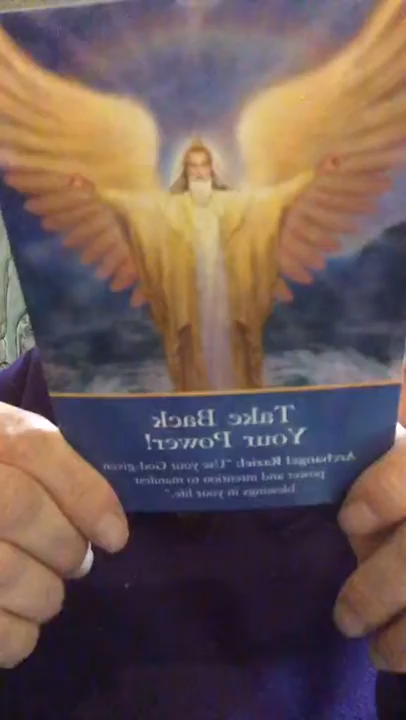 Take Back
Your Power!
Archangel Raziel: "Use your God-given
power and intention to manifest
blessings in your life."